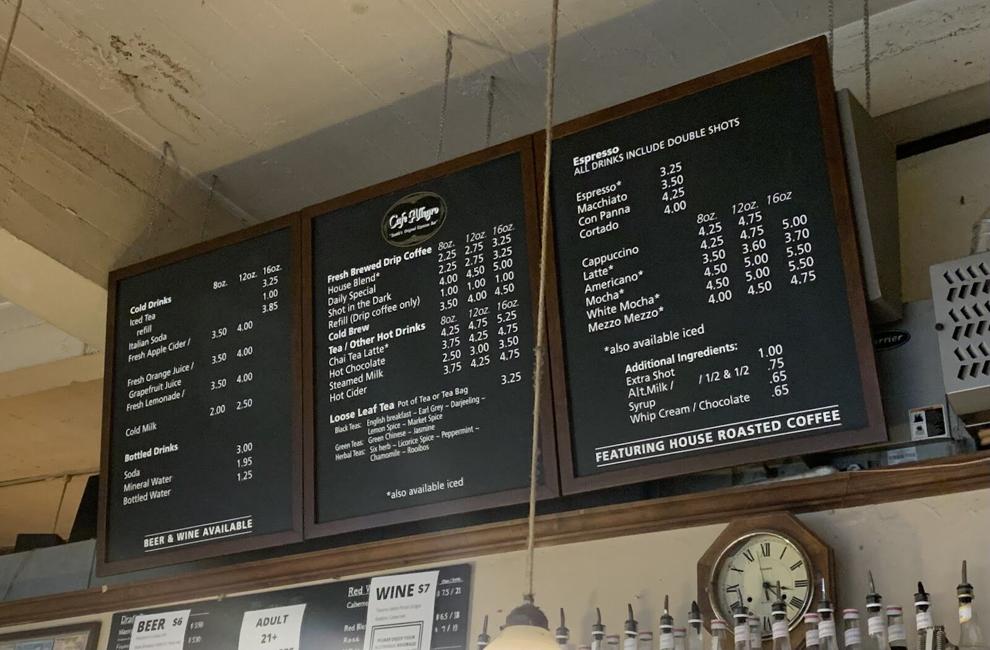 8oz. 12oz. 16oz.
Cold Drinks
Iced Tea 3.25
refill 1.00
Italian Soda 3.85
Fresh Apple Cider / 3.50 4.00
Fresh Orange Juice /
Grapefruit Juice 3.50 4.00
Fresh Lemonade / 3.50 4.00
Cold Milk 2.00 2.50
Bottled Drinks
Soda 3.00
Mineral Water 1.95
Bottled Water 1.25
BEER & WINE AVAILABLE
Cafe Allegro
8oz. 12oz. 16oz.
Fresh Brewed Drip Coffee
House Blend* 2.25 2.75 3.25
Daily Special 2.25 2.75 3.25
Shot in the Dark 4.00 4.50 5.00
Refill (Drip coffee only) 1.00 1.00 1.00
Cold Brew 3.50 4.00 4.50
Tea / Other Hot Drinks 8oz. 12oz. 16oz.
Chai Tea Latte* 4.25 4.75 5.25
Hot Chocolate 3.75 4.25 4.75
Steamed Milk 2.50 3.00 3.50
Hot Cider 3.75 4.25 4.75
Loose Leaf Tea Pot of Tea or Tea Bag 3.25
Black Teas: English breakfast – Earl Grey – Darjeeling –
Lemon Spice – Market Spice
Green Teas: Green Chinese – Jasmine
Herbal Teas: Six herb – Licorice Spice – Peppermint –
Chamomile – Rooibos
*also available iced
Espresso
ALL DRINKS INCLUDE DOUBLE SHOTS
Espresso* 3.25
Macchiato 3.50
Con Panna 4.25
Cortado 4.00
8oz. 12oz. 16oz
Cappuccino 4.25 4.75
Latte* 4.25 4.75 5.00
Americano* 3.50 3.60 3.70
Mocha* 4.50 5.00 5.50
White Mocha* 4.50 5.00 5.50
Mezzo Mezzo* 4.00 4.50 4.75
*also available iced
Additional Ingredients:
Extra Shot 1.00
Alt.Milk / / 1/2 & 1/2 .75
Syrup .65
Whip Cream / Chocolate .65
FEATURING HOUSE ROASTED COFFEE
BEER $6
ADULT
21+
WINE $7
Red